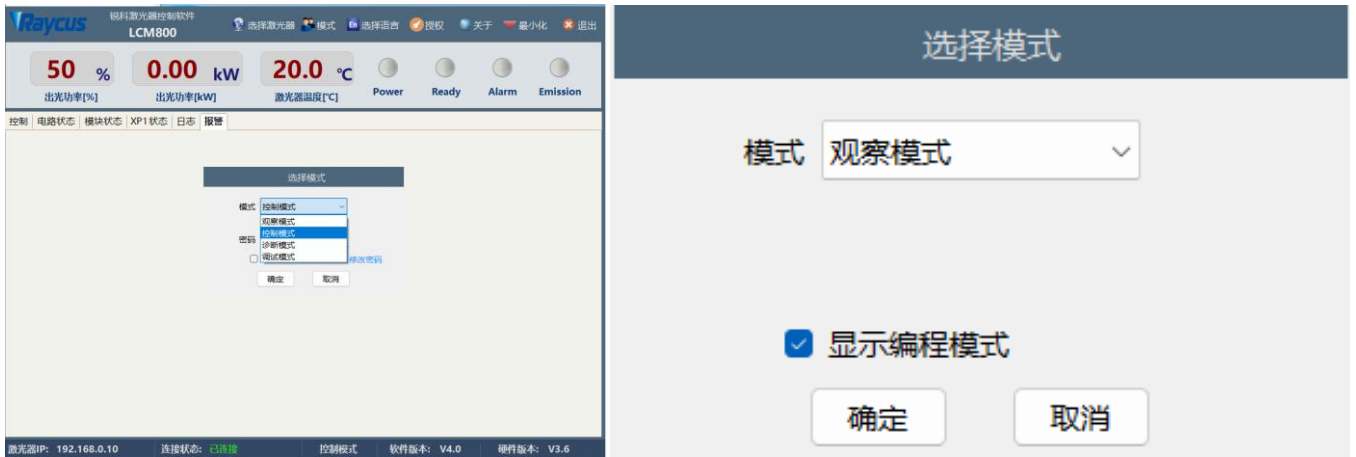 Raycus
锐科激光器控制软件
LCM800
选择激光器 模式 选择语言 授权 关于 最小化 退出
50 % 0.00 kW 20.0 ℃
出光功率[%] 出光功率[kW] 激光器温度[℃] Power Ready Alarm Emission
控制 电路状态 模块状态 XP1状态 日志 报警
选择模式
模式 控制模式
观察模式
控制模式
密码
诊断模式
调试模式
修改密码
确定 取消
激光器IP: 192.168.0.10 连接状态: 已连接 控制模式 软件版本: V4.0 硬件版本: V3.6
选择模式
模式 观察模式
显示编程模式
确定 取消